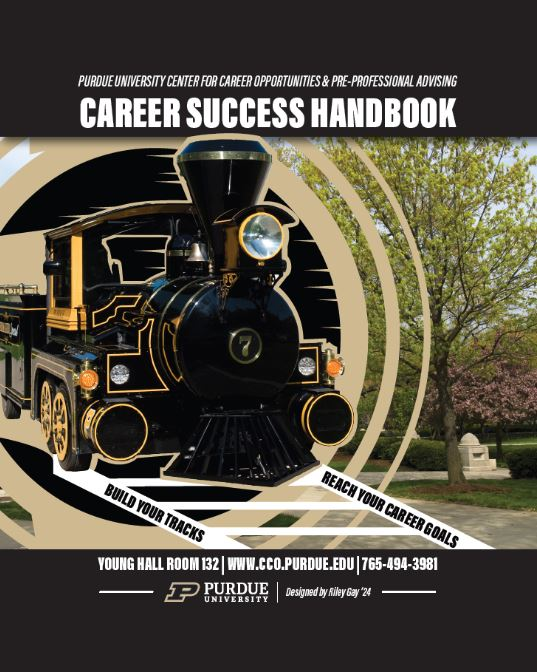 PURDUE UNIVERSITY CENTER FOR CAREER OPPORTUNITIES & PRE-PROFESSIONAL ADVISING
CAREER SUCCESS HANDBOOK
7
BUILD YOUR TRACKS
REACH YOUR CAREER GOALS
YOUNG HALL ROOM 132 | WWW.CCO.PURDUE.EDU | 765-494-3981
P PURDUE UNIVERSITY | Designed by Riley Gay '24